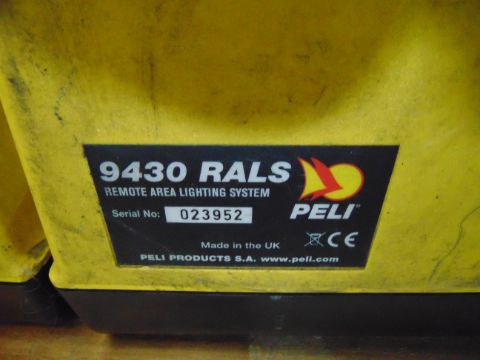 9430 RALS
REMOTE AREA LIGHTING SYSTEM
Serial No: 023952
PELI
Made in the UK
CE
PELI PRODUCTS S.A. www.peli.com